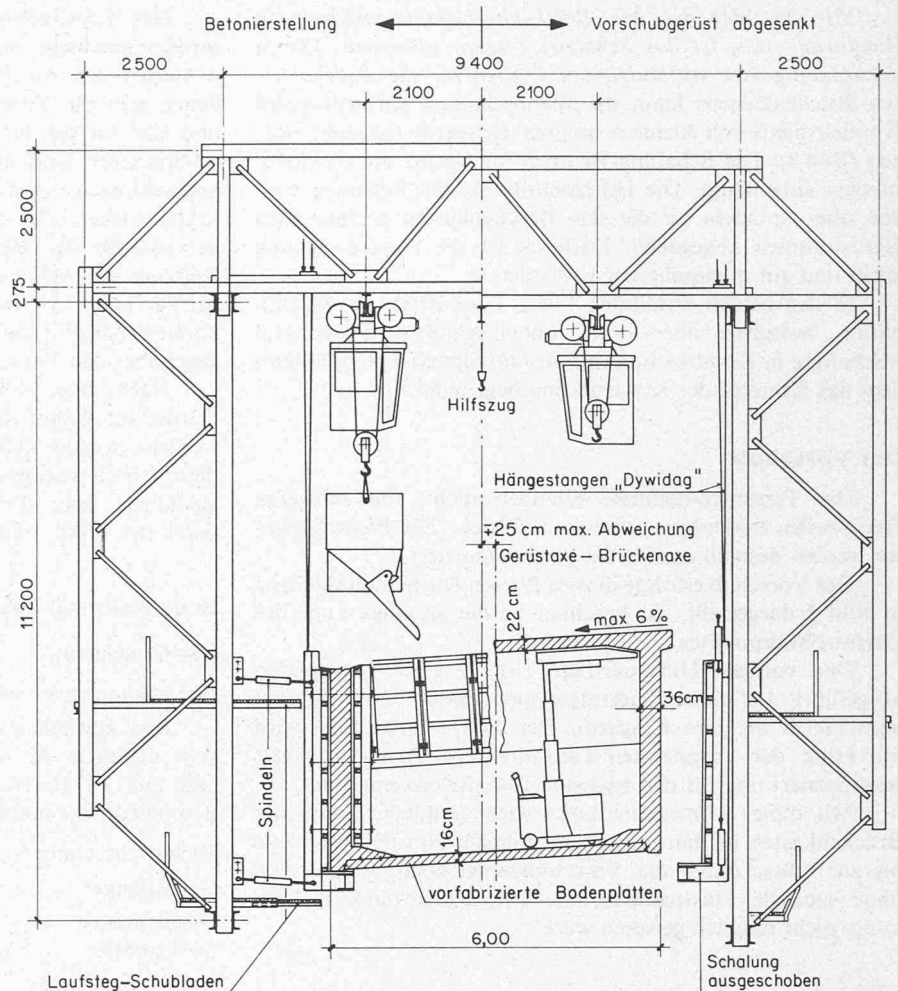 Betonierstellung
Vorschubgerüst abgesenkt
2500
9400
2500
2100
2100
2500
275
11200
Hilfszug
Hängestangen „Dywidag"
∓25 cm max. Abweichung
Gerüstaxe – Brückenaxe
22 cm
max 6%
36cm
Spindeln
16cm
vorfabrizierte Bodenplatten
6,00
Laufsteg–Schubladen
Schalung
ausgeschoben